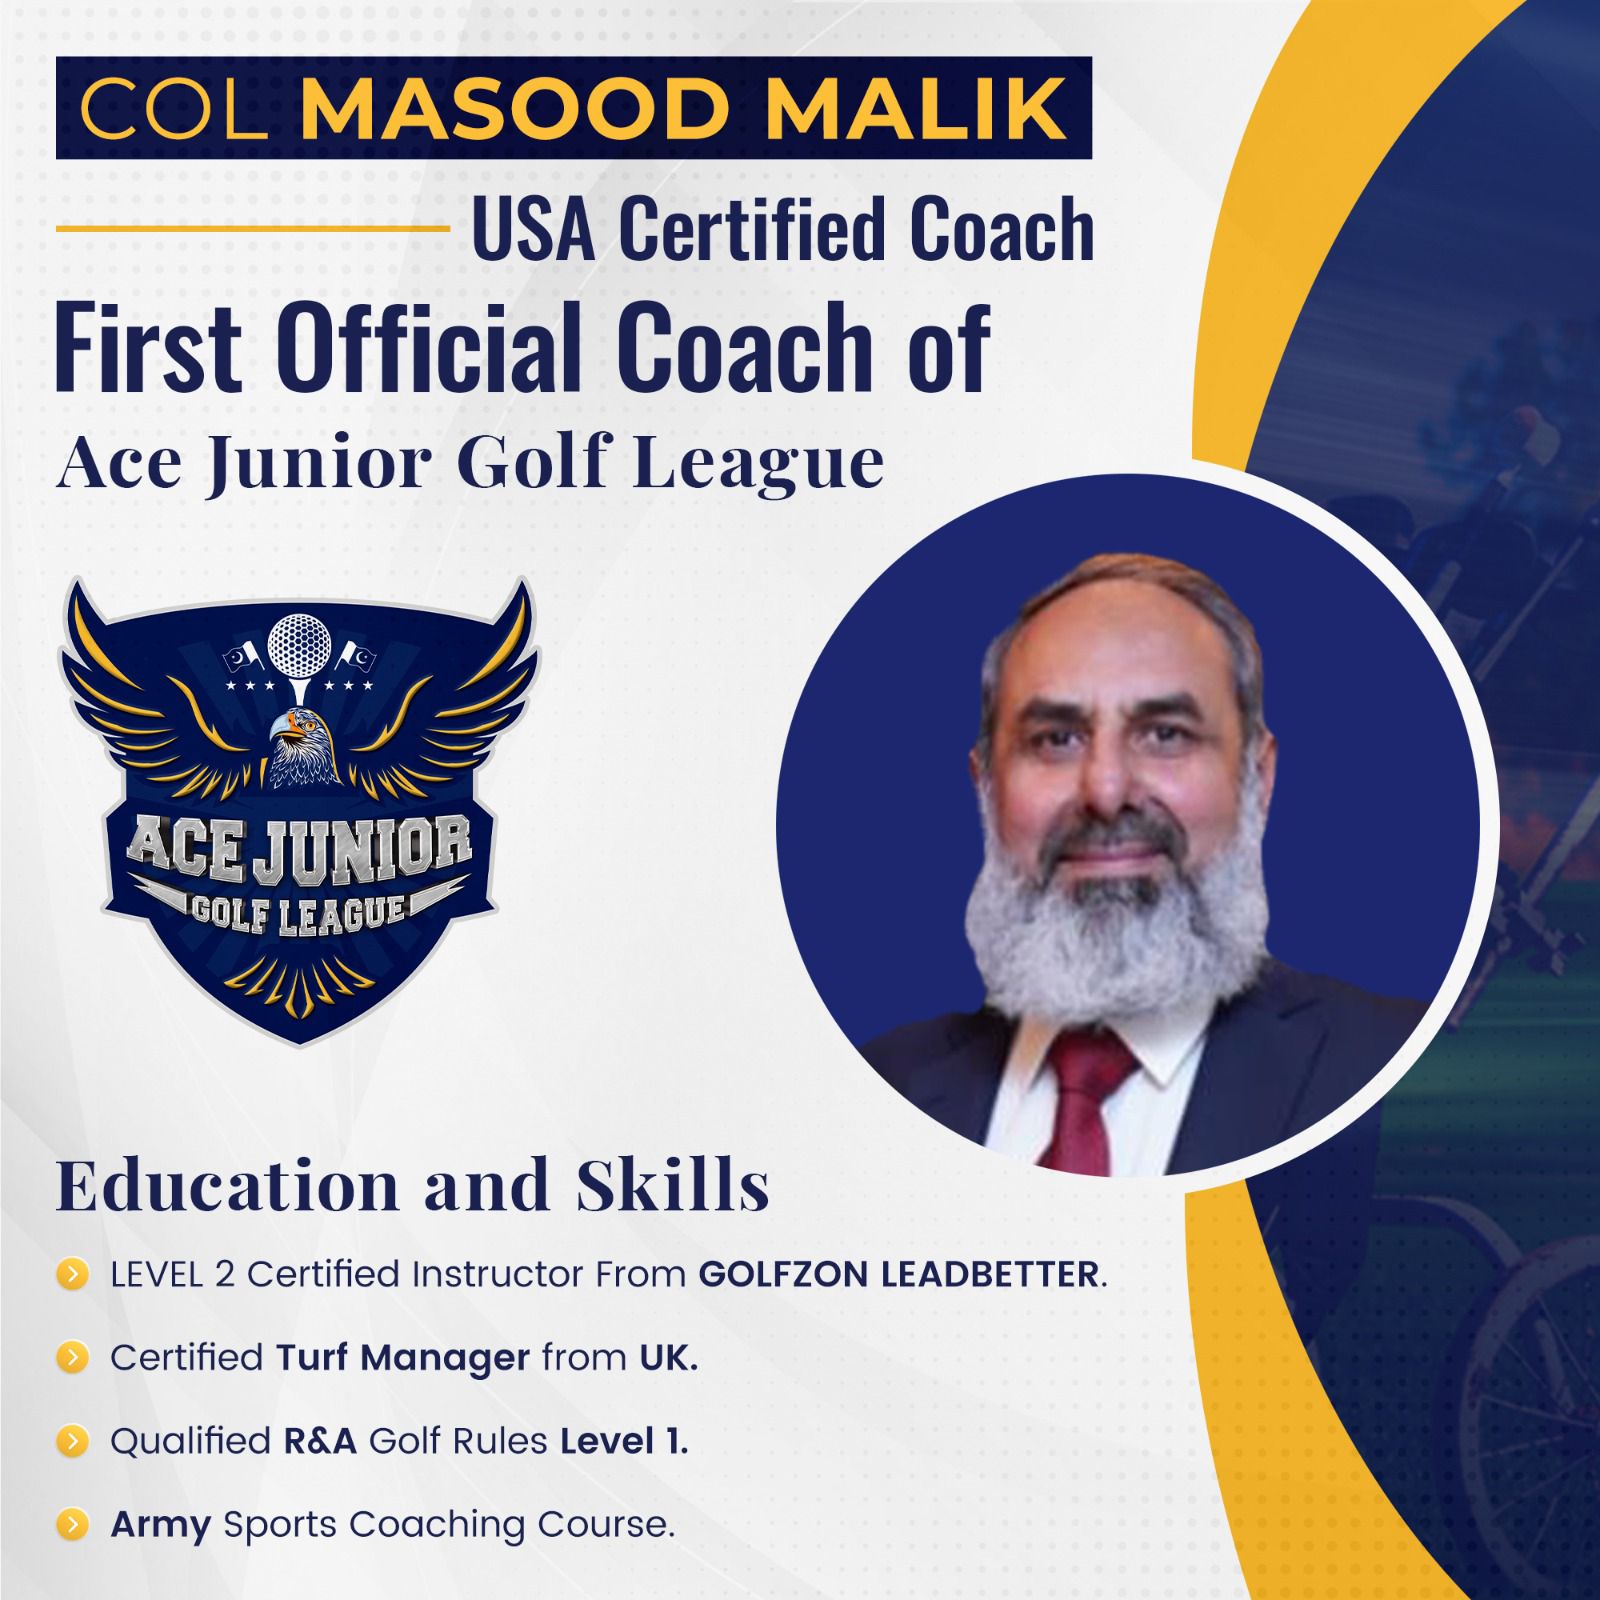 COL MASOOD MALIK
USA Certified Coach
First Official Coach of
Ace Junior Golf League
ACE JUNIOR
GOLF LEAGUE
Education and Skills
LEVEL 2 Certified Instructor From GOLFZON LEADBETTER.
Certified Turf Manager from UK.
Qualified R&A Golf Rules Level 1.
Army Sports Coaching Course.